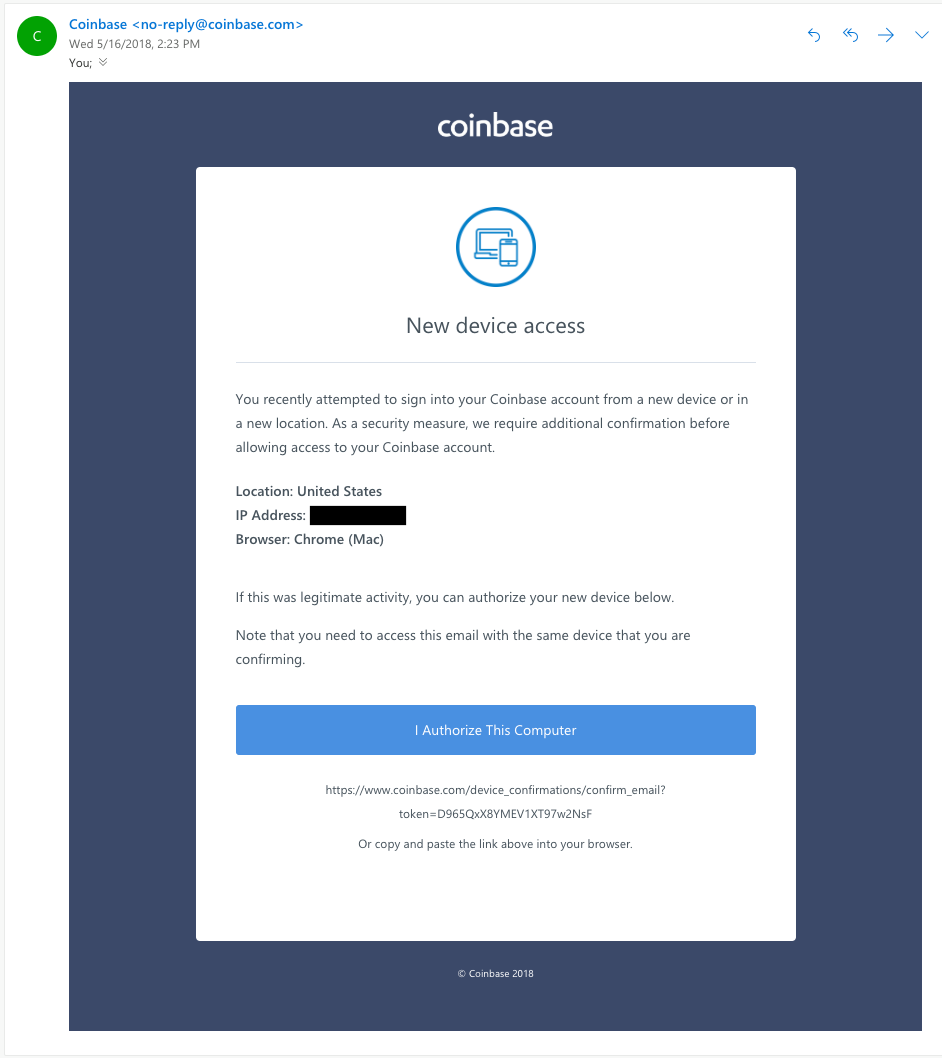 C
Coinbase <no-reply@coinbase.com>
Wed 5/16/2018, 2:23 PM
You;
coinbase
New device access
You recently attempted to sign into your Coinbase account from a new device or in
a new location. As a security measure, we require additional confirmation before
allowing access to your Coinbase account.
Location: United States
IP Address:
Browser: Chrome (Mac)
If this was legitimate activity, you can authorize your new device below.
Note that you need to access this email with the same device that you are
confirming.
I Authorize This Computer
https://www.coinbase.com/device_confirmations/confirm_email?
token=D965QxX8YMEV1XT97w2NsF
Or copy and paste the link above into your browser.
© Coinbase 2018